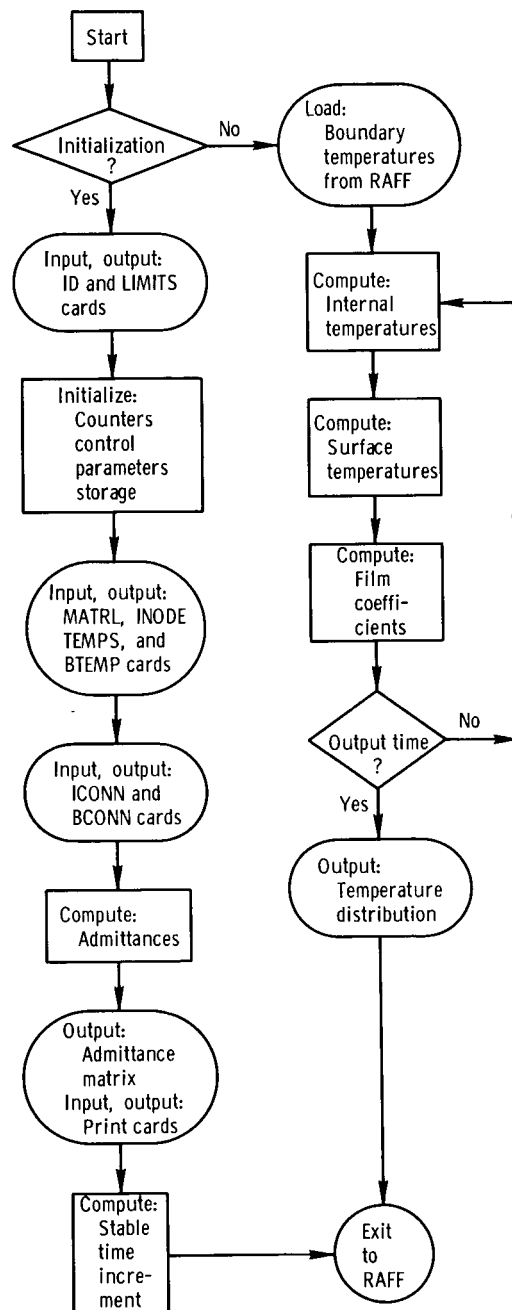 Start
Initialization
?
No
Yes
Input, output:
ID and LIMITS
cards
Initialize:
Counters
control
parameters
storage
Input, output:
MATRL, INODE
TEMPS, and
BTEMP cards
Input, output:
ICONN and
BCONN cards
Compute:
Admittances
Output:
Admittance
matrix
Input, output:
Print cards
Compute:
Stable
time
incre-
ment
Load:
Boundary
temperatures
from RAFF
Compute:
Internal
temperatures
Compute:
Surface
temperatures
Compute:
Film
coeffi-
cients
Output time
?
No
Yes
Output:
Temperature
distribution
Exit
to
RAFF